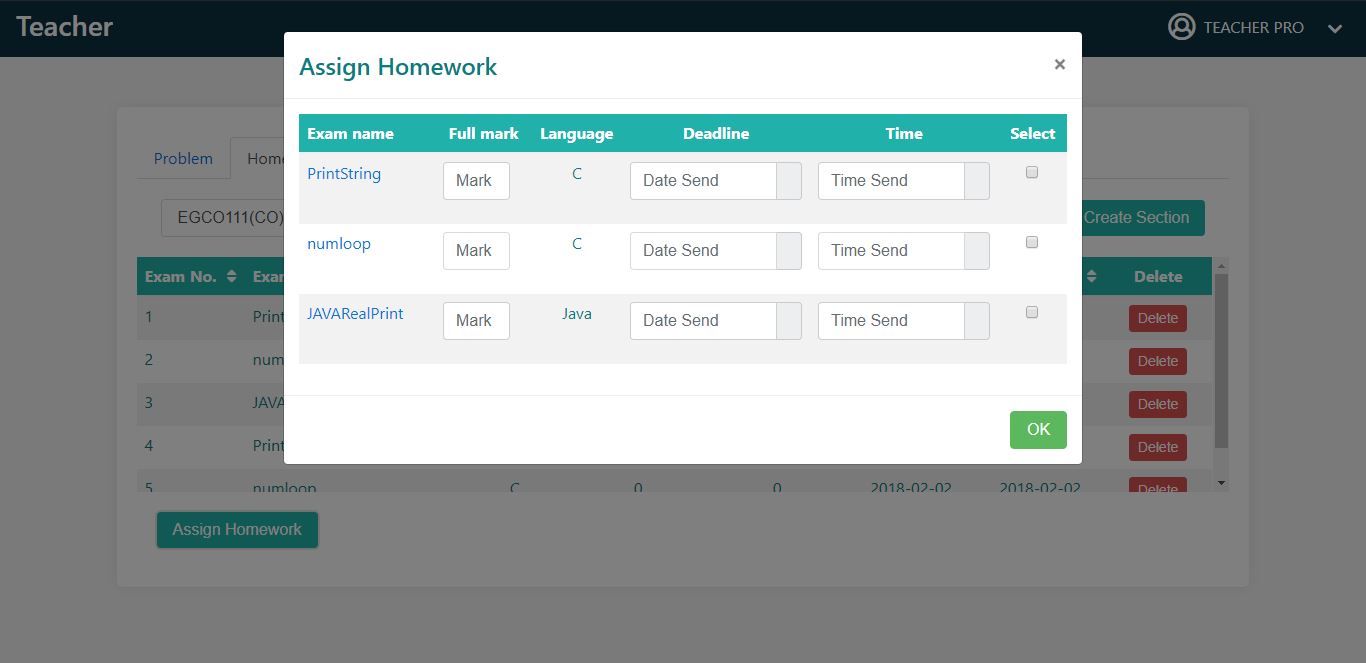 Teacher
TEACHER PRO
Assign Homework
×
Exam name Full mark Language Deadline Time Select
PrintString Mark C Date Send Time Send
numloop Mark C Date Send Time Send
JAVARealPrint Mark Java Date Send Time Send
OK
Problem Home
EGCO111(CO) Create Section
Exam No. Exam Delete
1 Print Delete
2 num Delete
3 JAVA Delete
4 Print Delete
5 numloop C 0 0 2018-02-02 2018-02-02 Delete
Assign Homework